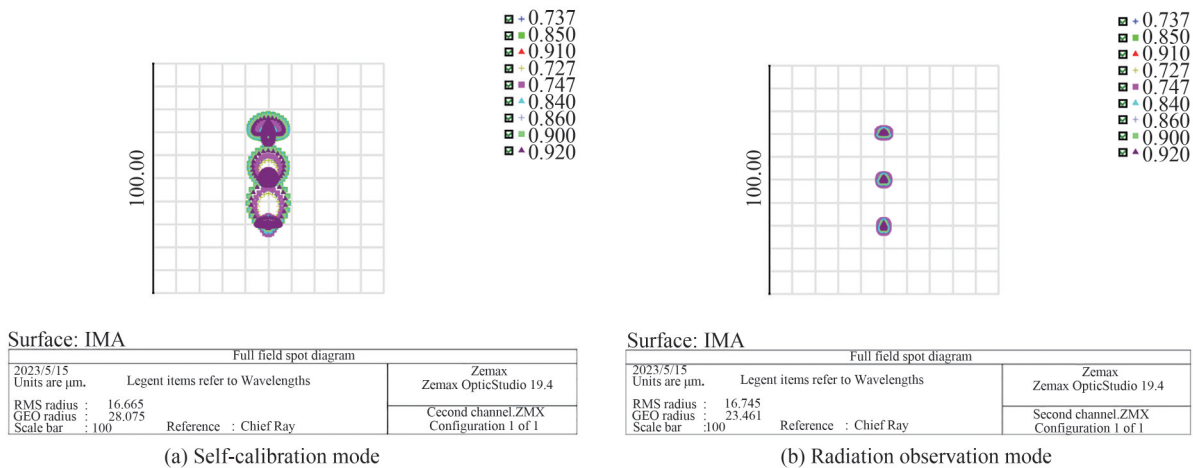 + 0.737
0.850
0.910
+ 0.727
0.747
0.840
0.860
0.900
0.920
100.00
Surface: IMA
Full field spot diagram
2023/5/15
Units are μm. Legent items refer to Wavelengths
RMS radius : 16.665
GEO radius : 28.075
Scale bar : 100 Reference : Chief Ray
Zemax
Zemax OpticStudio 19.4
Cecond channel.ZMX
Configuration 1 of 1
(a) Self-calibration mode
+ 0.737
0.850
0.910
+ 0.727
0.747
0.840
0.860
0.900
0.920
100.00
Surface: IMA
Full field spot diagram
2023/5/15
Units are μm. Legent items refer to Wavelengths
RMS radius : 16.745
GEO radius : 23.461
Scale bar :100 Reference : Chief Ray
Zemax
Zemax OpticStudio 19.4
Second channel.ZMX
Configuration 1 of 1
(b) Radiation observation mode